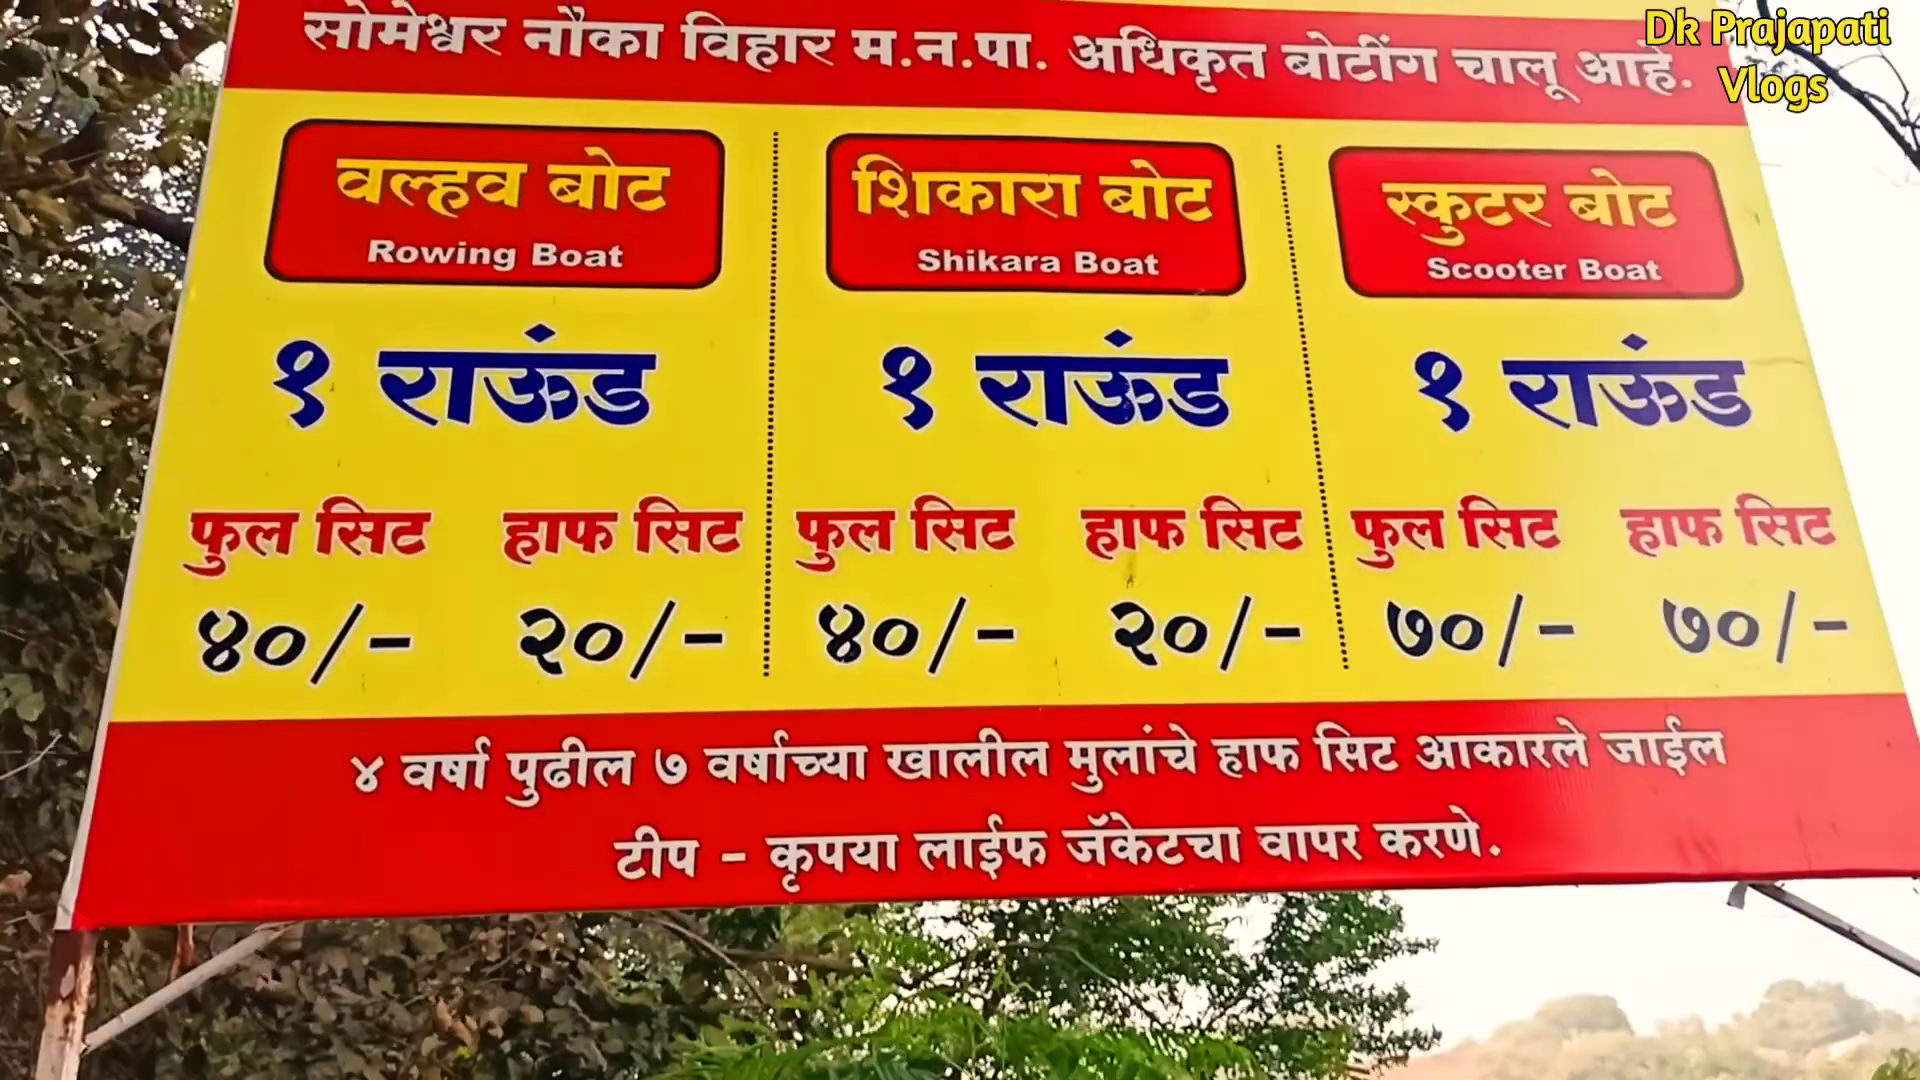 सोमेश्वर नौका विहार म.न.पा. अधिकृत बोटींग चालू आहे.
Dk Prajapati
Vlogs
वल्हव बोट
Rowing Boat
शिकारा बोट
Shikara Boat
स्कुटर बोट
Scooter Boat
१ राऊंड १ राऊंड १ राऊंड
फुल सिट हाफ सिट फुल सिट हाफ सिट फुल सिट हाफ सिट
४०/- २०/- ४०/- २०/- ७०/- ७०/-
४ वर्षा पुढील ७ वर्षाच्या खालील मुलांचे हाफ सिट आकारले जाईल
टीप - कृपया लाईफ जॅकेटचा वापर करणे.